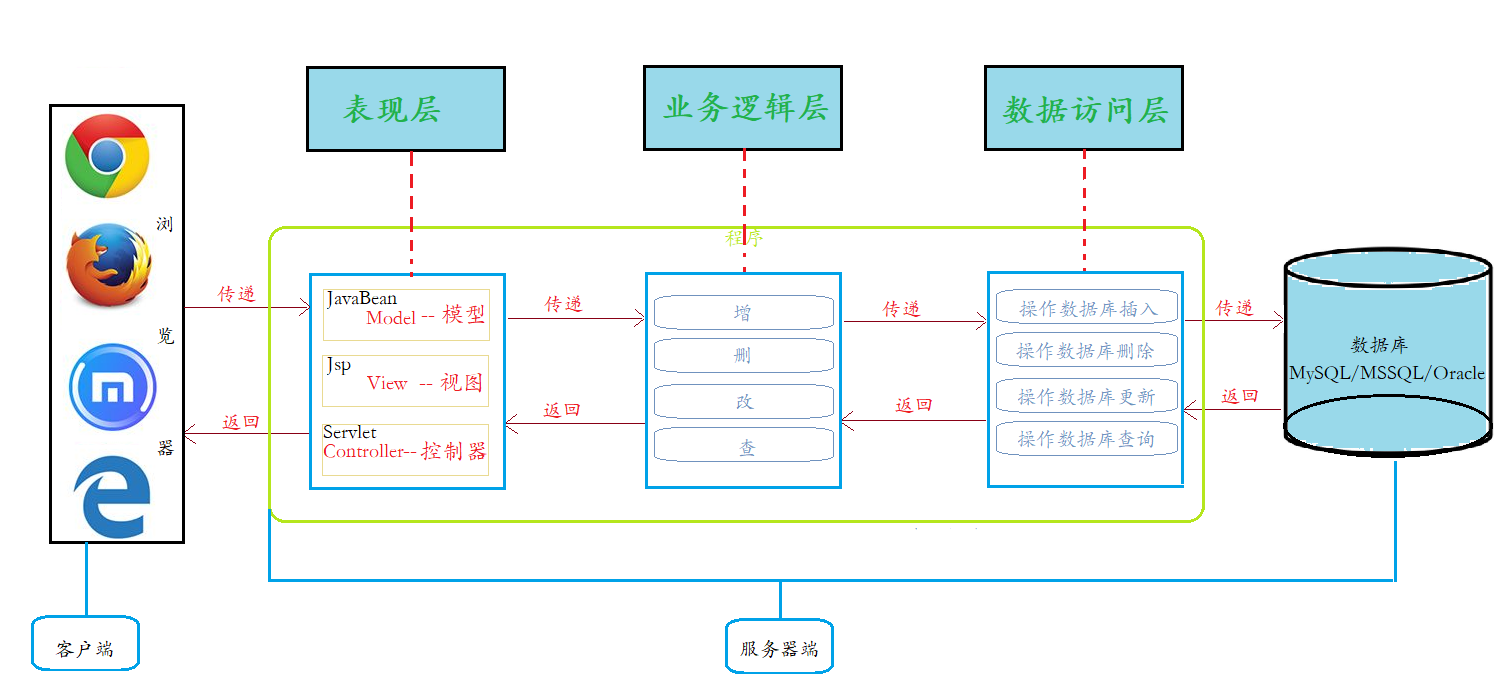 表现层
业务逻辑层
数据访问层
浏
览
器
程序
传递
返回
JavaBean
Model -- 模型
Jsp
View -- 视图
Servlet
Controller-- 控制器
传递
返回
增
删
改
查
传递
返回
操作数据库插入
操作数据库删除
操作数据库更新
操作数据库查询
传递
返回
数据库
MySQL/MSSQL/Oracle
客户端
服务器端